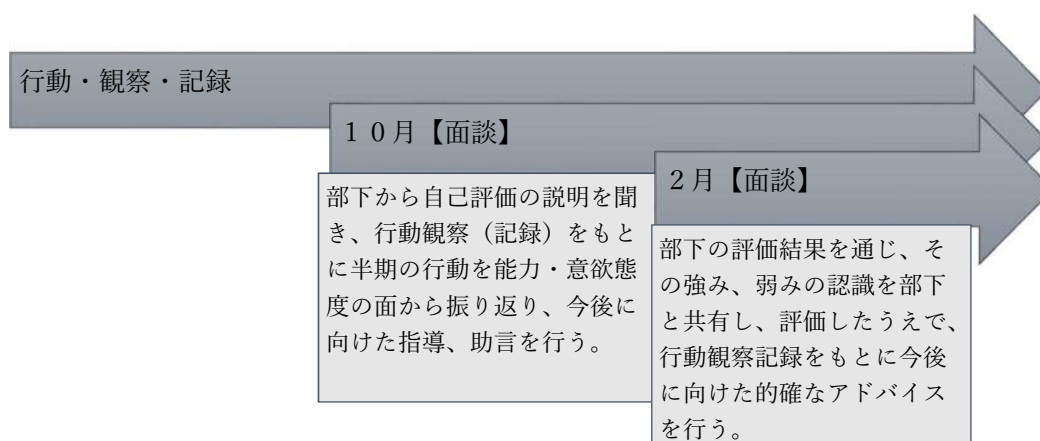 行動・観察・記録
１０月【面談】
部下から自己評価の説明を聞
き、行動観察（記録）をもと
に半期の行動を能力・意欲態
度の面から振り返り、今後に
向けた指導、助言を行う。
２月【面談】
部下の評価結果を通じ、そ
の強み、弱みの認識を部下
と共有し、評価したうえで、
行動観察記録をもとに今後
に向けた的確なアドバイス
を行う。